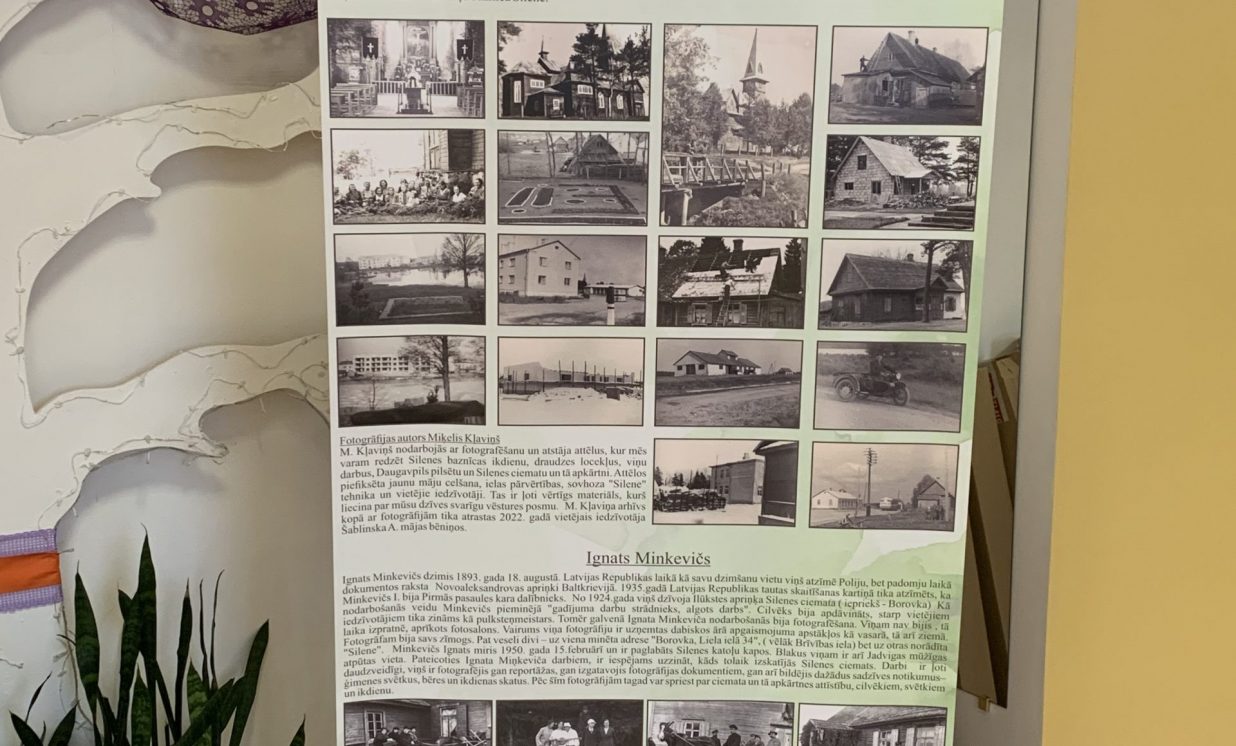 Fotogrāfijas autors Miķelis Kļaviņš
M. Kļaviņš nodarbojās ar fotografēšanu un atstāja attēlus, kur mēs
varam redzēt Silenes baznīcas ikdienu, draudzes locekļus, viņu
darbus, Daugavpils pilsētu un Silenes ciematu un tā apkārtni. Attēlos
piefiksēta jaunu māju celšana, ielas pārvērtības, sovhoza "Silene"
tehnika un vietējie iedzīvotāji. Tas ir ļoti vērtīgs materiāls, kurš
liecina par mūsu dzīves svarīgu vēstures posmu. M. Kļaviņa arhīvs
kopā ar fotogrāfijām tika atrastas 2022. gadā vietējais iedzīvotāja
Šablinska A. mājas bēniņos.
Ignats Minkevičs
Ignats Minkevičs dzimis 1893. gada 18. augustā. Latvijas Republikas laikā kā savu dzimšanu vietu viņš atzīmē Poliju, bet padomju laikā
dokumentos raksta Novoaleksandrovas apriņķi Baltkrievijā. 1935.gadā Latvijas Republikas tautas skaitīšanas kartiņā tika atzīmēts, ka
Minkevičs I. bija Pirmās pasaules kara dalībnieks. No 1924.gada viņš dzīvoja Ilūkstes apriņķa Silenes ciemata ( iepriekš - Borovka) Kā
nodarbošanās veidu Minkevičs pieminējā "gadījuma darbu strādnieks, algots darbs". Cilvēks bija apdāvināts, starp vietējiem
iedzīvotājiem tika zināms kā pulksteņmeistars. Tomēr galvenā Ignata Minkeviča nodarbošanās bija fotografēšana. Viņam nav bijis , tā
laika izpratnē, aprīkots fotosalons. Vairums viņa fotogrāfiju ir uzņemtas dabiskos ārā apgaismojuma apstākļos kā vasarā, tā arī ziemā.
Fotogrāfam bija savs zīmogs. Pat veseli divi – uz viena minēta adrese "Borovka, Liela ielā 34", ( vēlāk Brīvības iela) bet uz otras norādīta
"Silene". Minkevičs Ignats miris 1950. gada 15.februārī un ir paglabāts Silenes katoļu kapos. Blakus viņam ir arī Jadvigas mūžīgas
atpūtas vieta. Pateicoties Ignata Miņkeviča darbiem, ir iespējams uzzināt, kāds tolaik izskatījās Silenes ciemats. Darbi ir ļoti
daudzveidīgi, viņš ir fotografējis gan reportāžas, gan izgatavojis fotogrāfijas dokumentiem, gan arī bildējis dažādus sadzīves notikumus–
ģimenes svētkus, bēres un ikdienas skatus. Pēc šīm fotogrāfijām tagad var spriest par ciemata un tā apkārtnes attīstību, cilvēkiem, svētkiem
un ikdienu.